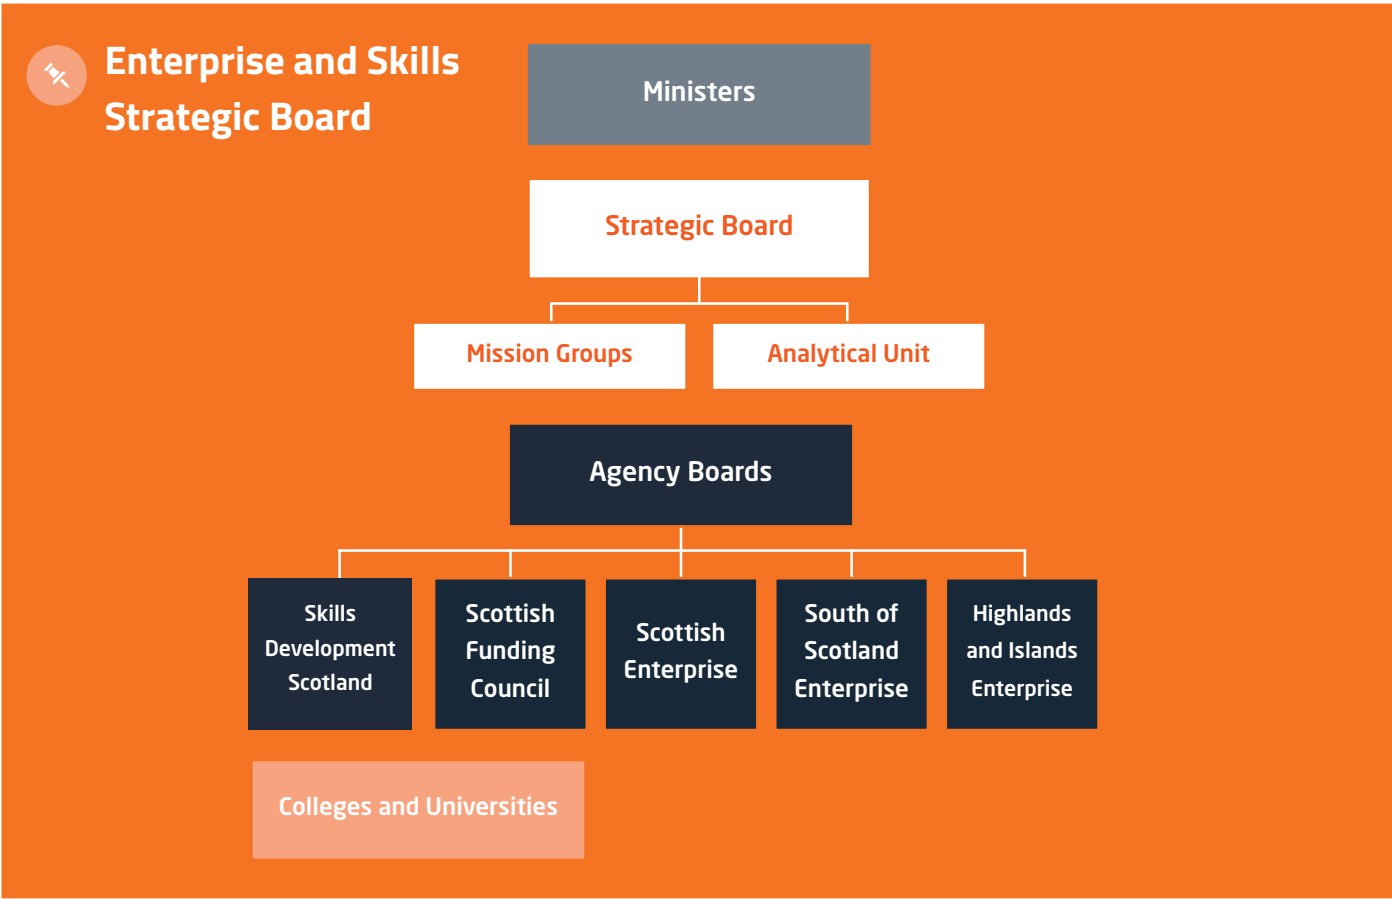 Enterprise and Skills
Strategic Board
Ministers
Strategic Board
Mission Groups
Analytical Unit
Agency Boards
Skills
Development
Scotland
Scottish
Funding
Council
Scottish
Enterprise
South of
Scotland
Enterprise
Highlands
and Islands
Enterprise
Colleges and Universities